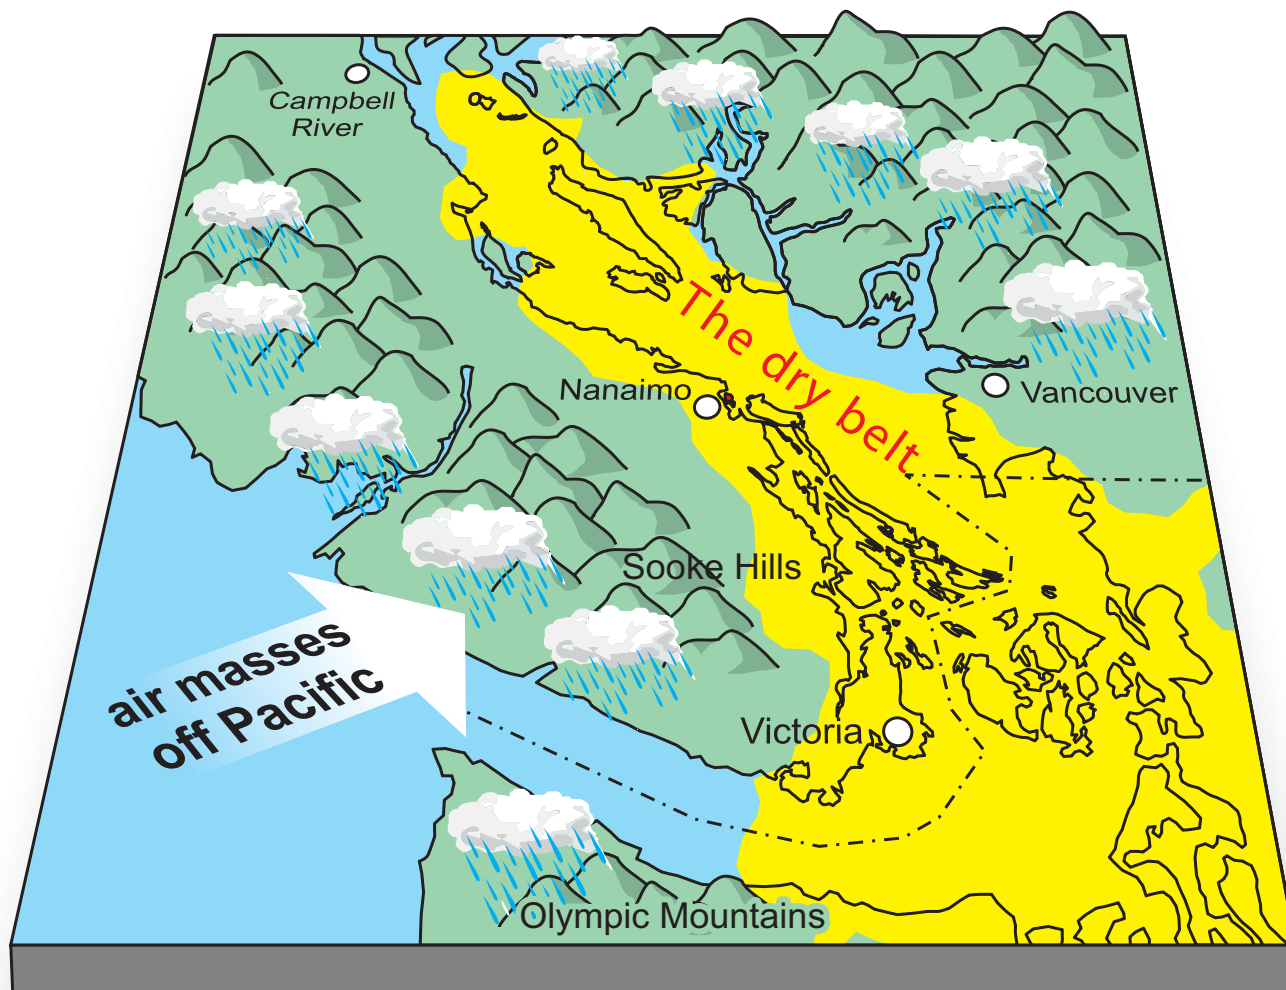 Campbell
River
The dry belt
Nanaimo
Vancouver
Sooke Hills
air masses
off Pacific
Victoria
Olympic Mountains